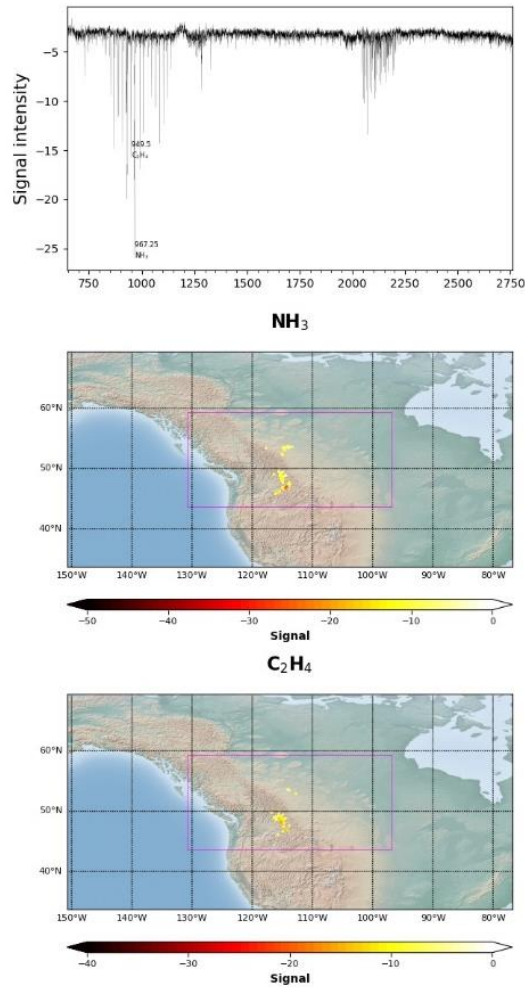 Signal intensity
−5
−10
−15
−20
−25
949.5
C₂H₄
967.25
NH₃
750 1000 1250 1500 1750 2000 2250 2500 2750
NH₃
60°N
50°N
40°N
150°W 140°W 130°W 120°W 110°W 100°W 90°W 80°W
−50 −40 −30 −20 −10 0
Signal
C₂H₄
60°N
50°N
40°N
150°W 140°W 130°W 120°W 110°W 100°W 90°W 80°W
−40 −30 −20 −10 0
Signal